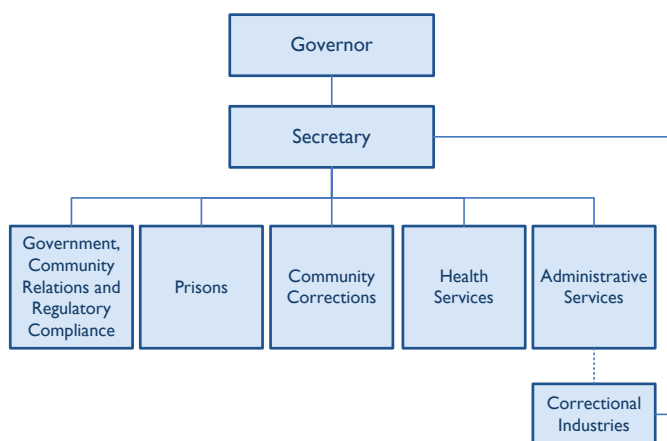 Governor
Secretary
Government,
Community
Relations and
Regulatory
Compliance
Prisons
Community
Corrections
Health
Services
Administrative
Services
Correctional
Industries